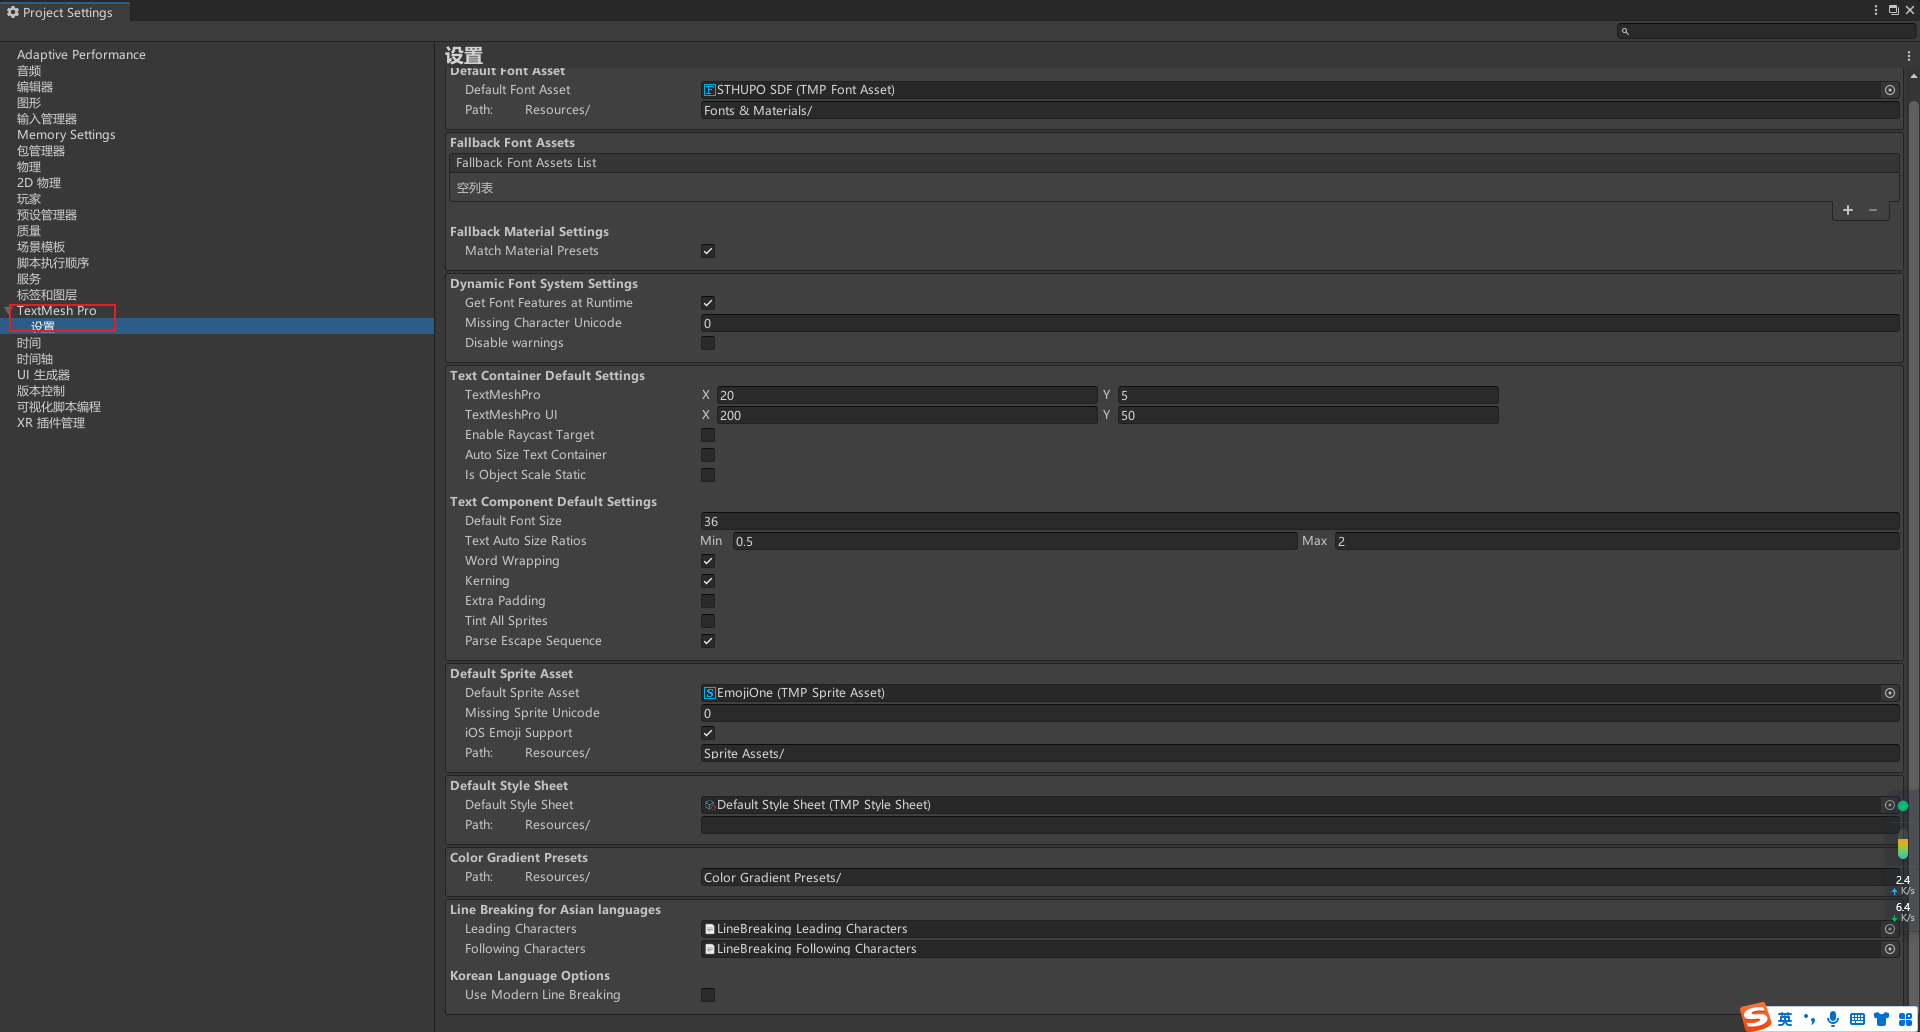 Project Settings
Adaptive Performance
音频
编辑器
图形
输入管理器
Memory Settings
包管理器
物理
2D 物理
玩家
预设管理器
质量
场景模板
脚本执行顺序
服务
标签和图层
TextMesh Pro
设置
时间
时间轴
UI 生成器
版本控制
可视化脚本编程
XR 插件管理
设置
Default Font Asset
Default Font Asset STHUPO SDF (TMP Font Asset)
Path: Resources/ Fonts & Materials/
Fallback Font Assets
Fallback Font Assets List
空列表
+ −
Fallback Material Settings
Match Material Presets
Dynamic Font System Settings
Get Font Features at Runtime
Missing Character Unicode 0
Disable warnings
Text Container Default Settings
TextMeshPro X 20 Y 5
TextMeshPro UI X 200 Y 50
Enable Raycast Target
Auto Size Text Container
Is Object Scale Static
Text Component Default Settings
Default Font Size 36
Text Auto Size Ratios Min 0.5 Max 2
Word Wrapping
Kerning
Extra Padding
Tint All Sprites
Parse Escape Sequence
Default Sprite Asset
Default Sprite Asset EmojiOne (TMP Sprite Asset)
Missing Sprite Unicode 0
iOS Emoji Support
Path: Resources/ Sprite Assets/
Default Style Sheet
Default Style Sheet Default Style Sheet (TMP Style Sheet)
Path: Resources/
Color Gradient Presets
Path: Resources/ Color Gradient Presets/
Line Breaking for Asian languages
Leading Characters LineBreaking Leading Characters
Following Characters LineBreaking Following Characters
Korean Language Options
Use Modern Line Breaking
2.4
K/s
6.4
K/s
S 英